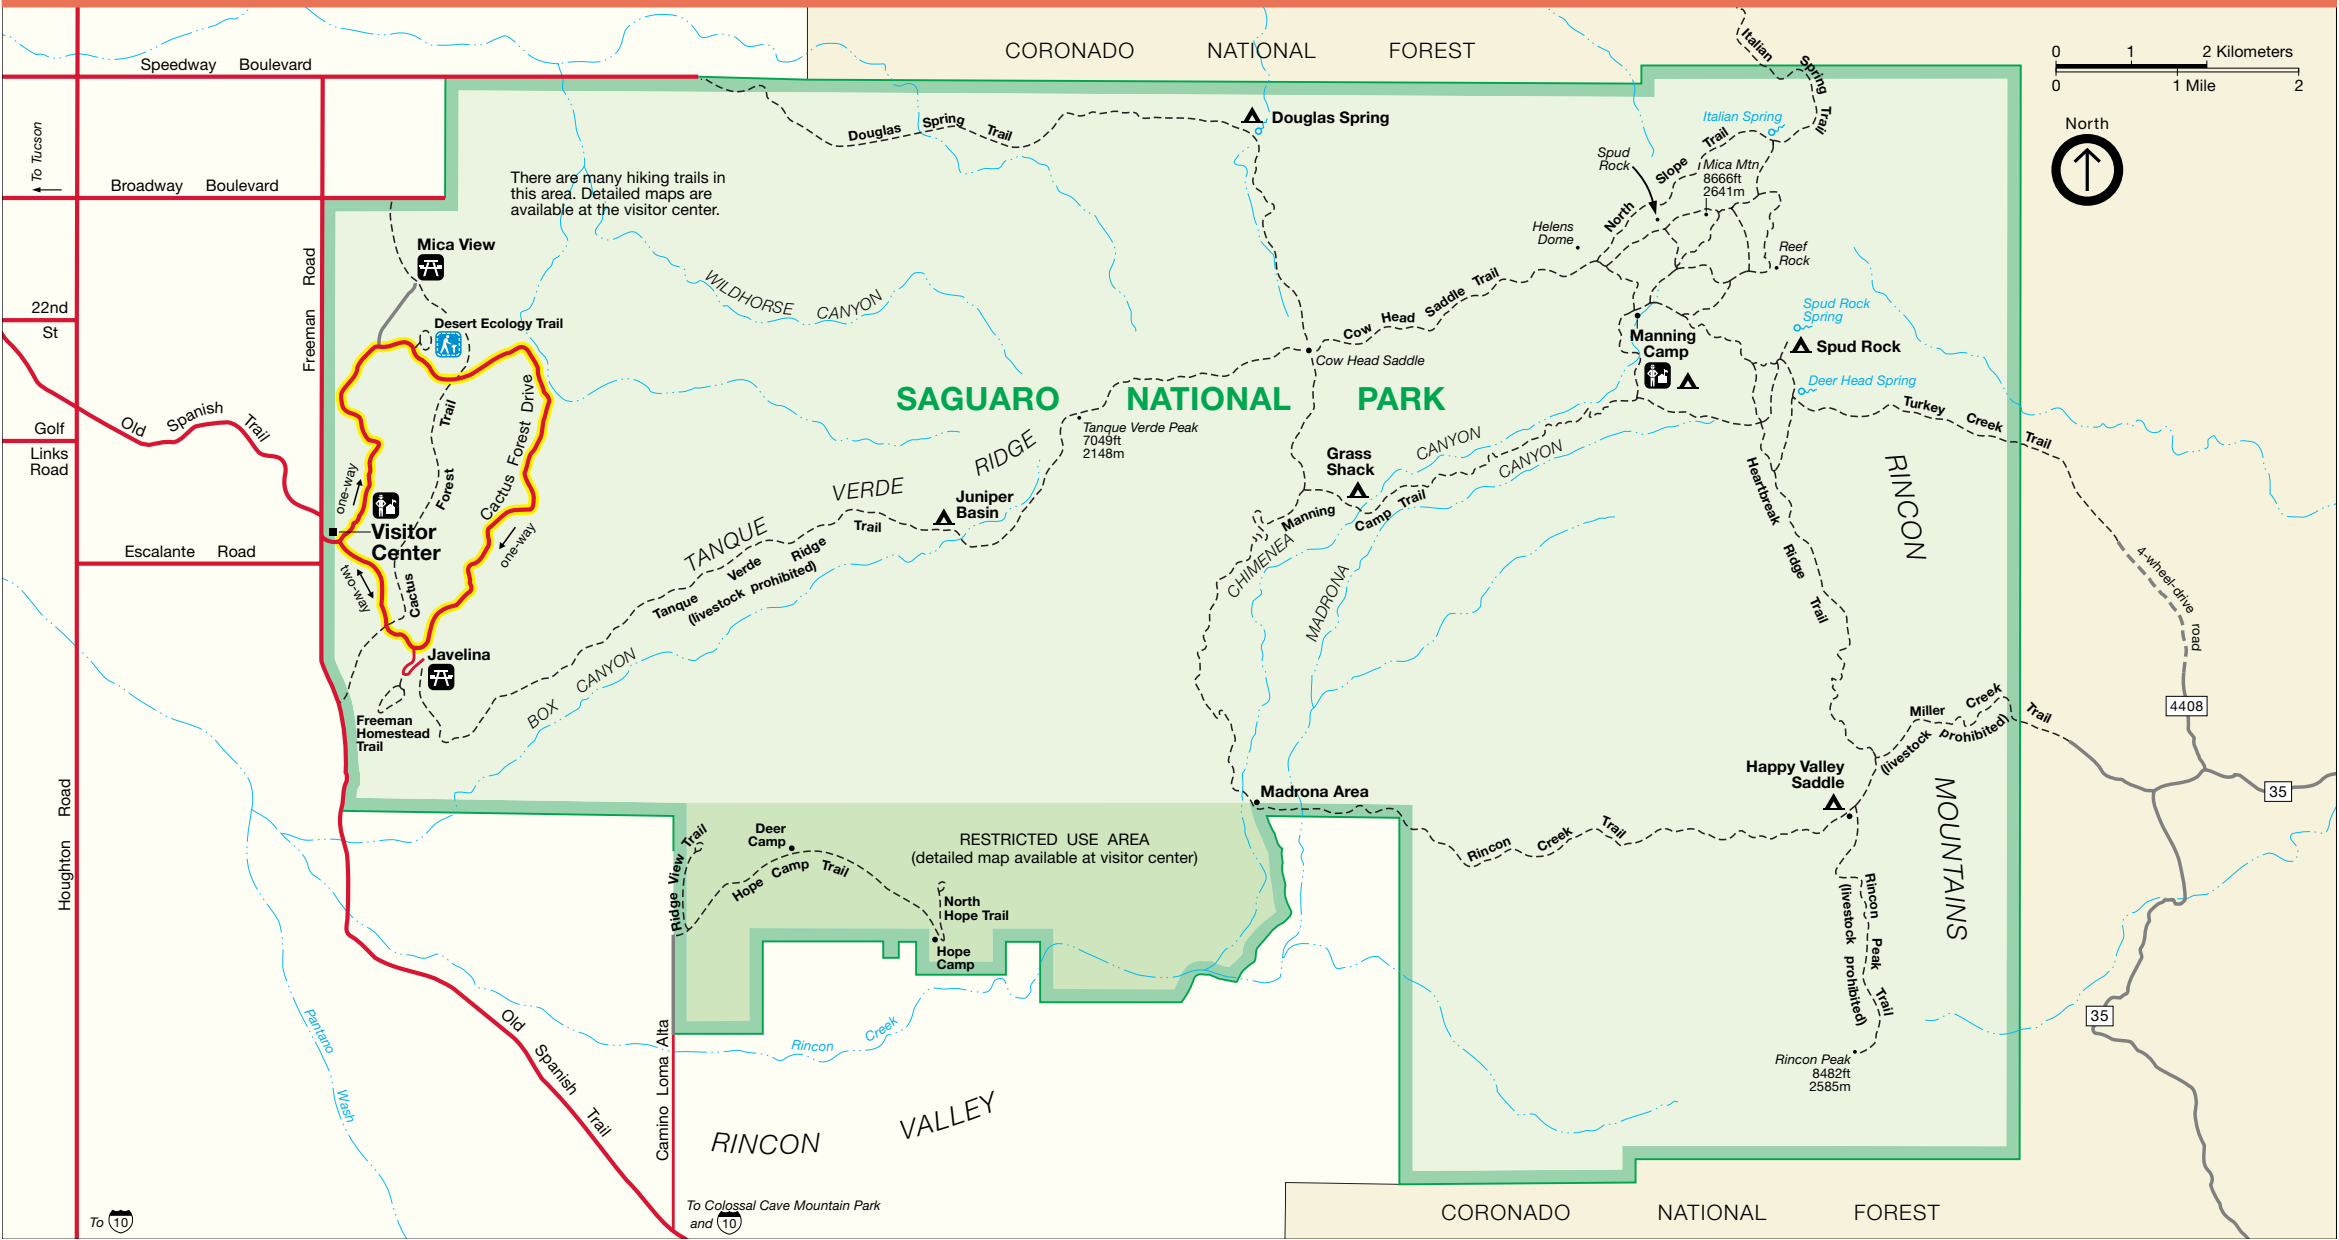 CORONADO NATIONAL FOREST
Speedway Boulevard
0 1 2 Kilometers
0 1 Mile 2
North
Italian Spring Trail
To Tucson
Broadway Boulevard
Douglas Spring Trail
Douglas Spring
Italian Spring
There are many hiking trails in
this area. Detailed maps are
available at the visitor center.
Spud
Rock
North Slope Trail
Mica Mtn
8666ft
2641m
Helens
Dome
Reef
Rock
Mica View
Freeman Road
22nd
St
Desert Ecology Trail
WILDHORSE CANYON
Cow Head Saddle Trail
Cow Head Saddle
Spud Rock
Spring
Manning
Camp
Spud Rock
Deer Head Spring
SAGUARO NATIONAL PARK
Turkey Creek Trail
Old Spanish Trail
Golf
Links
Road
Cactus Forest Trail
Cactus Forest Drive
Tanque Verde Peak
7049ft
2148m
one-way
Visitor
Center
one-way
two-way
Escalante Road
TANQUE VERDE RIDGE
Juniper
Basin
Tanque Verde Ridge Trail
(livestock prohibited)
Grass
Shack
CHIMENEA CANYON
MADRONA CANYON
Manning Camp Trail
Heartbreak Ridge Trail
RINCON MOUNTAINS
4-wheel-drive road
4408
Javelina
Freeman
Homestead
Trail
BOX CANYON
Houghton Road
Miller Creek Trail
(livestock prohibited)
35
Happy Valley
Saddle
Madrona Area
Rincon Creek Trail
Ridge View Trail
Deer
Camp
Hope Camp Trail
RESTRICTED USE AREA
(detailed map available at visitor center)
North
Hope Trail
Hope
Camp
Rincon Peak Trail
(livestock prohibited)
Rincon Peak
8482ft
2585m
35
Pantano Wash
Old Spanish Trail
Camino Loma Alta
Rincon Creek
RINCON VALLEY
To 10
To Colossal Cave Mountain Park
and 10
CORONADO NATIONAL FOREST